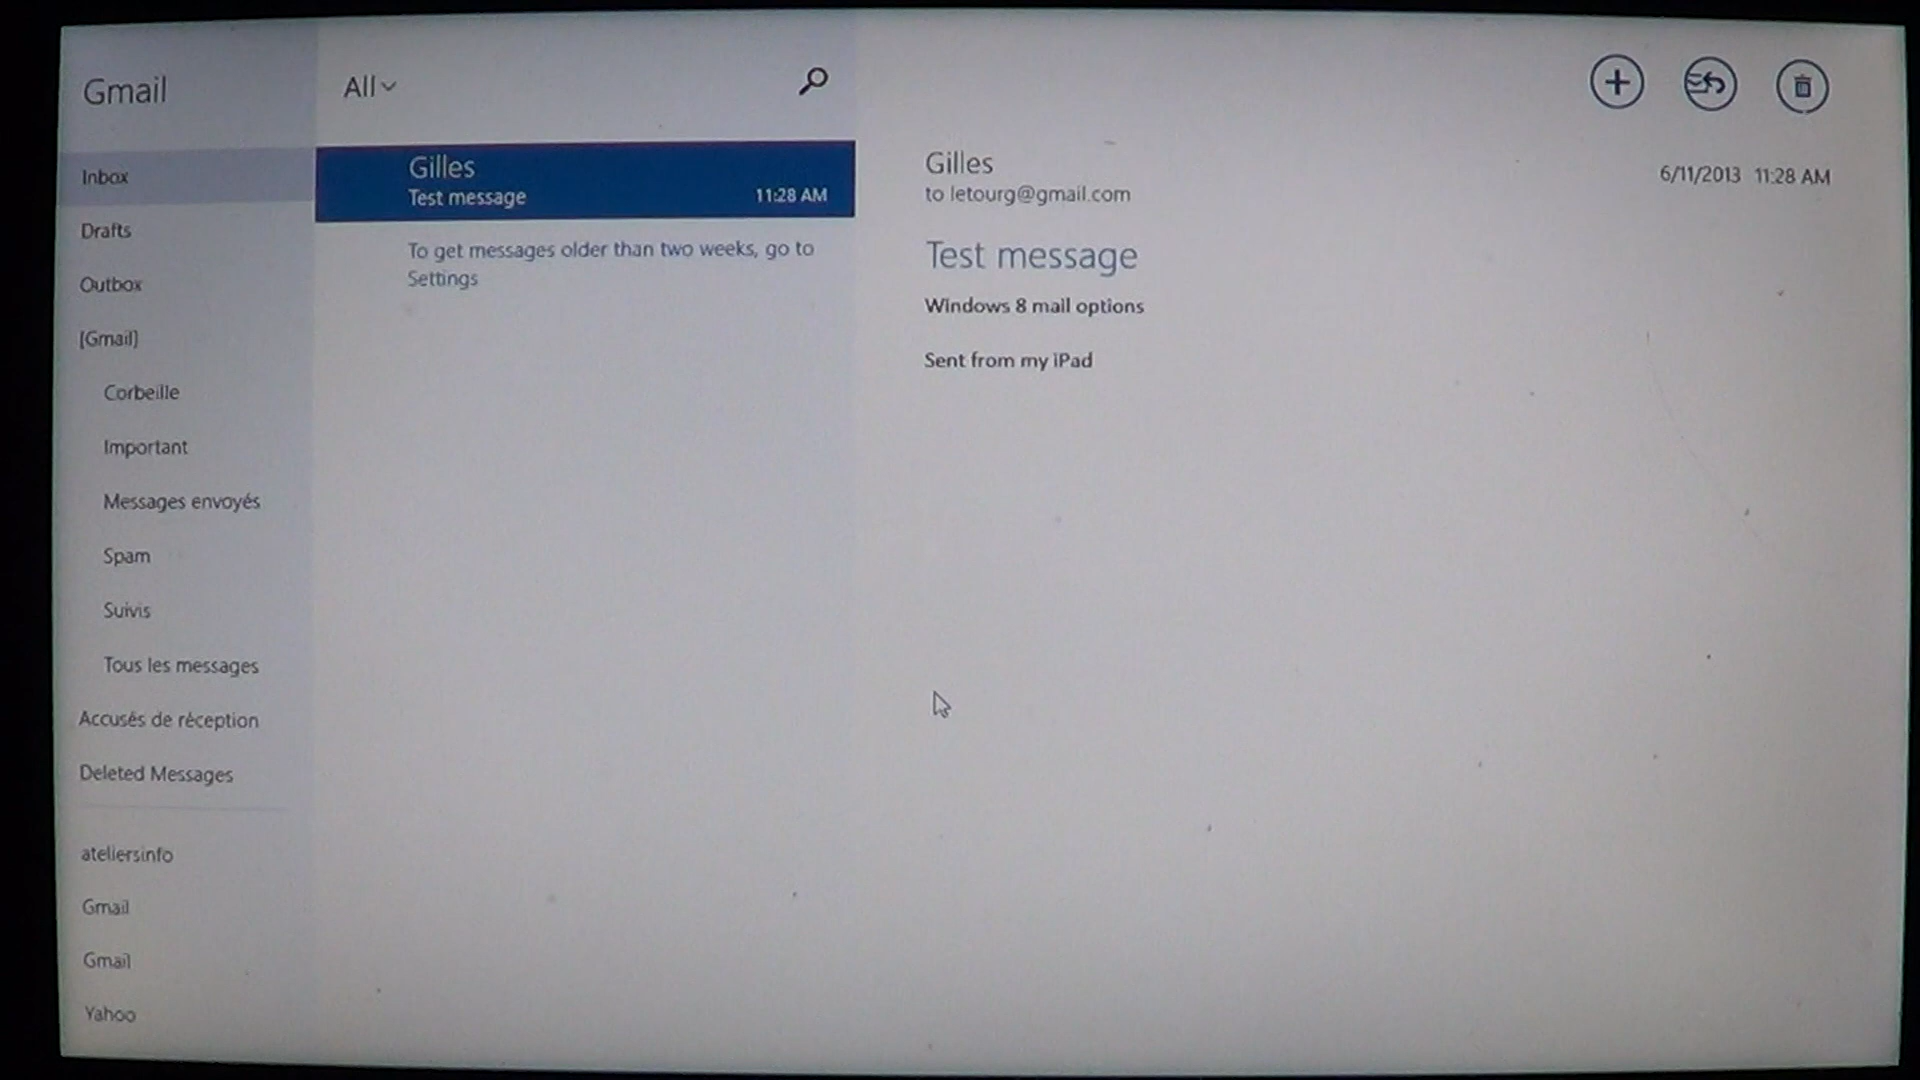 Gmail
Inbox
Drafts
Outbox
[Gmail]
Corbeille
Important
Messages envoyés
Spam
Suivis
Tous les messages
Accusés de réception
Deleted Messages
ateliersinfo
Gmail
Gmail
Yahoo
All
Gilles
Test message 11:28 AM
To get messages older than two weeks, go to
Settings
Gilles
to letourg@gmail.com
6/11/2013 11:28 AM
Test message
Windows 8 mail options
Sent from my iPad